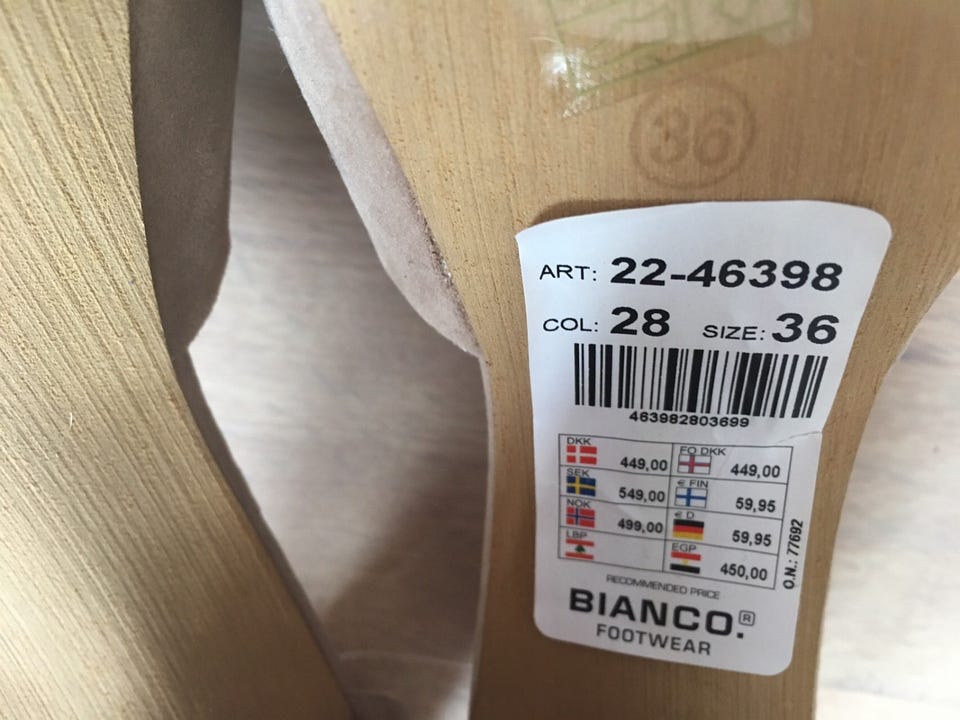 36
ART: 22-46398
COL: 28 SIZE: 36
463982803699
DKK 449,00 FO DKK 449,00
SEK 549,00 € FIN 59,95
NOK 499,00 € D 59,95
LBP EGP 450,00
O.N.: 77692
RECOMMENDED PRICE
BIANCO.®
FOOTWEAR